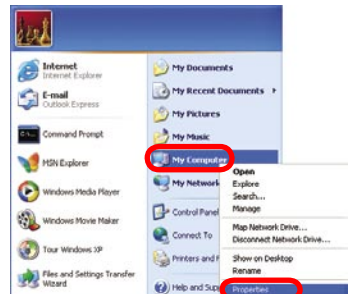 Internet
Internet Explorer
E-mail
Outlook Express
Command Prompt
MSN Explorer
Windows Media Player
Windows Movie Maker
Tour Windows XP
Files and Settings Transfer
Wizard
My Documents
My Recent Documents
My Pictures
My Music
My Computer
My Network
Control Panel
Connect To
Printers and F
Help and Supp
Open
Explore
Search...
Manage
Map Network Drive...
Disconnect Network Drive...
Show on Desktop
Rename
Properties